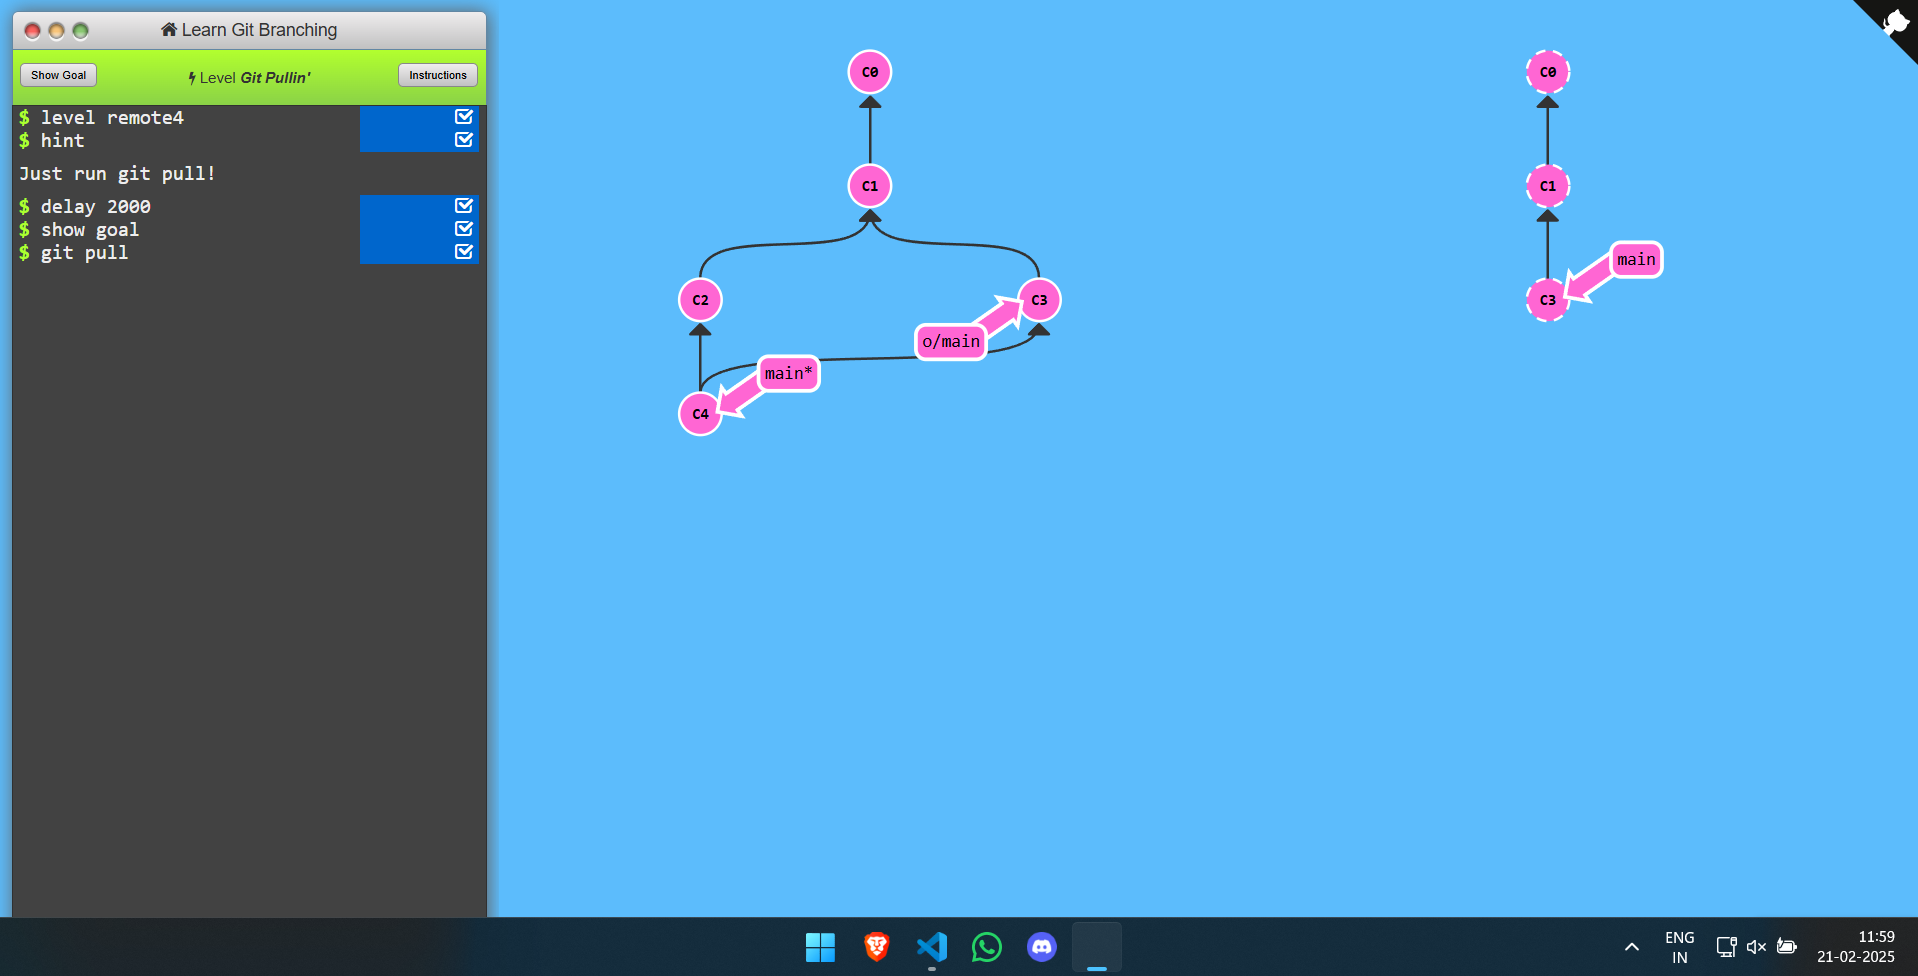 Learn Git Branching
Show Goal
Level Git Pullin'
Instructions
$ level remote4
$ hint
Just run git pull!
$ delay 2000
$ show goal
$ git pull
C0
C1
C2
C3
o/main
main*
C4
C0
C1
main
C3
ENG
IN
11:59
21-02-2025